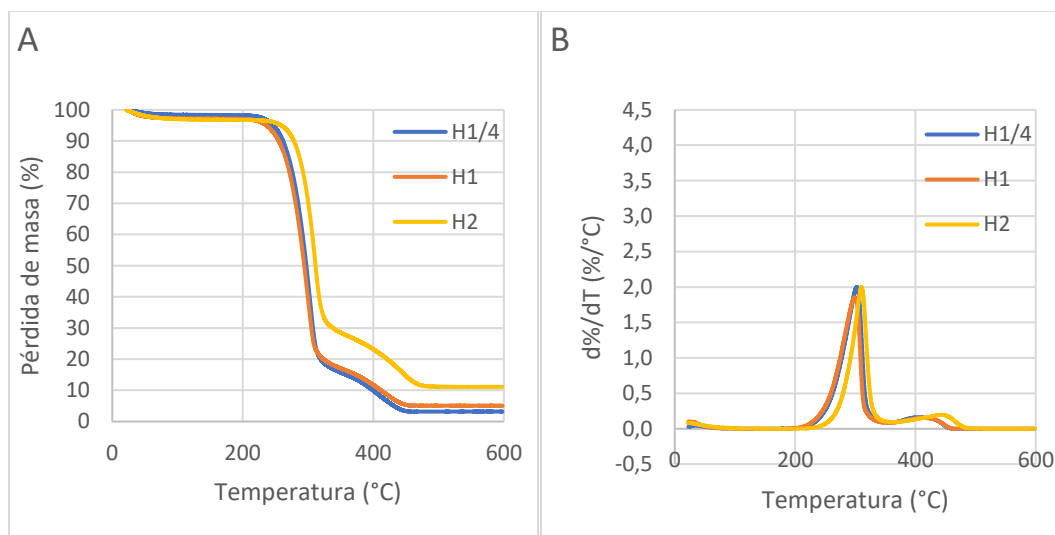 A
Pérdida de masa (%)
100
90
80
70
60
50
40
30
20
10
0
0 200 400 600
Temperatura (°C)
H1/4
H1
H2
B
d%/dT (%/°C)
4,5
4,0
3,5
3,0
2,5
2,0
1,5
1,0
0,5
0,0
-0,5
0 200 400 600
Temperatura (°C)
H1/4
H1
H2